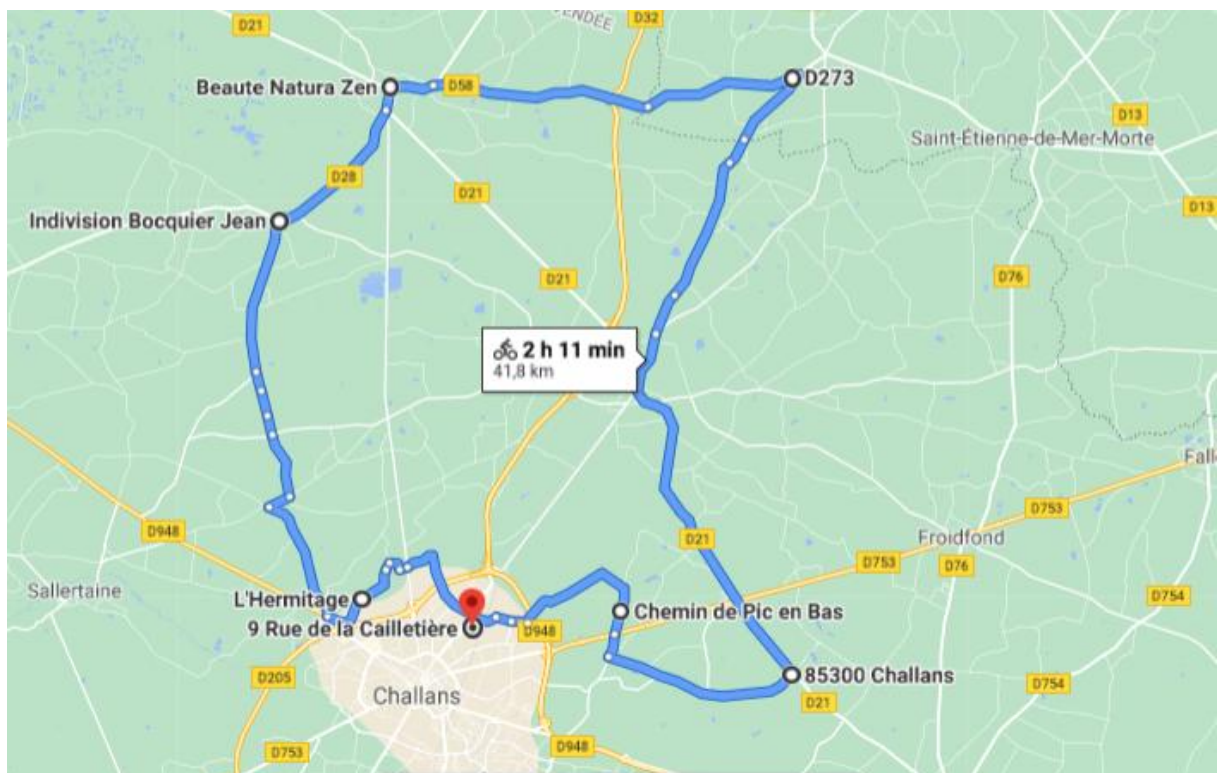 VENDÉE
D32
D21
Beaute Natura Zen
D58
D273
D13
Saint-Étienne-de-Mer-Morte
D28
D21
D13
Indivision Bocquier Jean
D21
D76
2 h 11 min
41,8 km
D948
D21
D753
Froidfond
D753
D76
Sallertaine
L'Hermitage
D754
Chemin de Pic en Bas
9 Rue de la Cailletière
D948
85300 Challans
D205
Challans
D754
D21
D753
D948